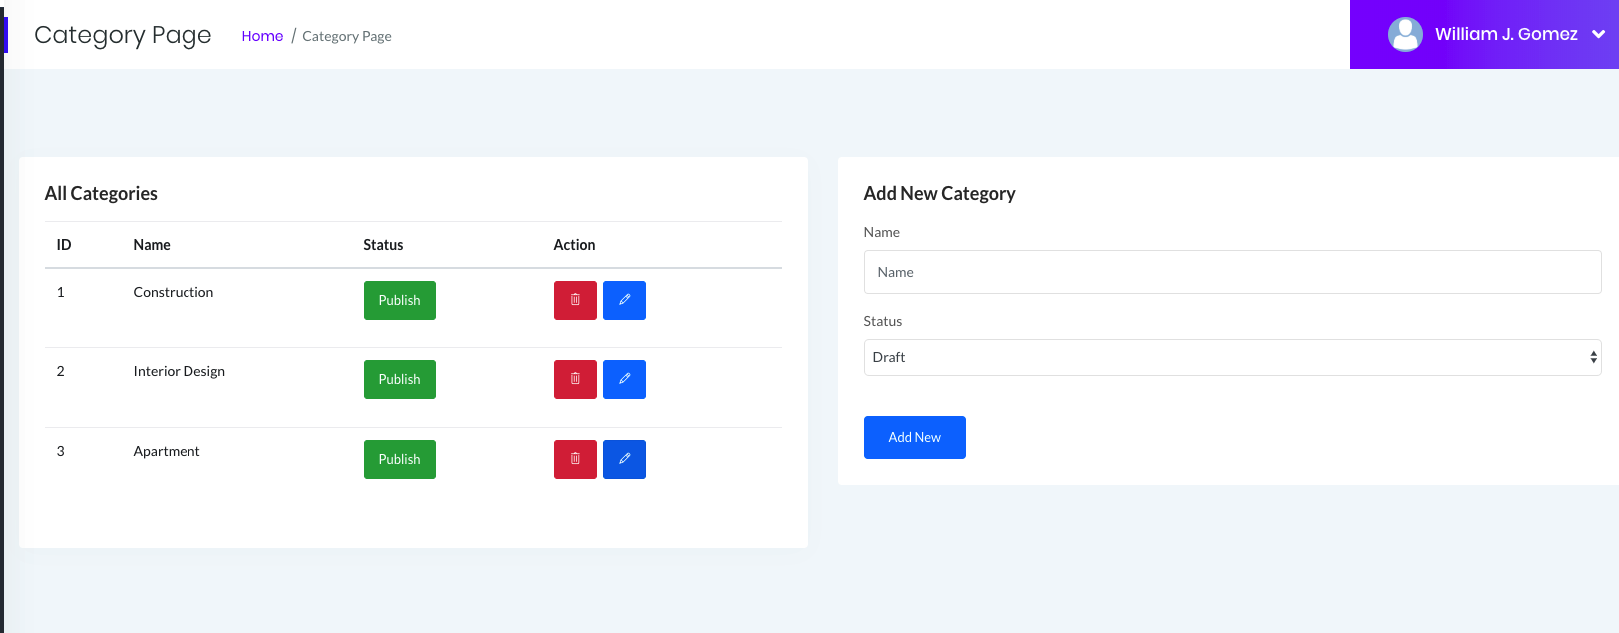 Category Page
Home / Category Page
William J. Gomez
All Categories
ID Name Status Action
1 Construction Publish
2 Interior Design Publish
3 Apartment Publish
Add New Category
Name
Name
Status
Draft
Add New